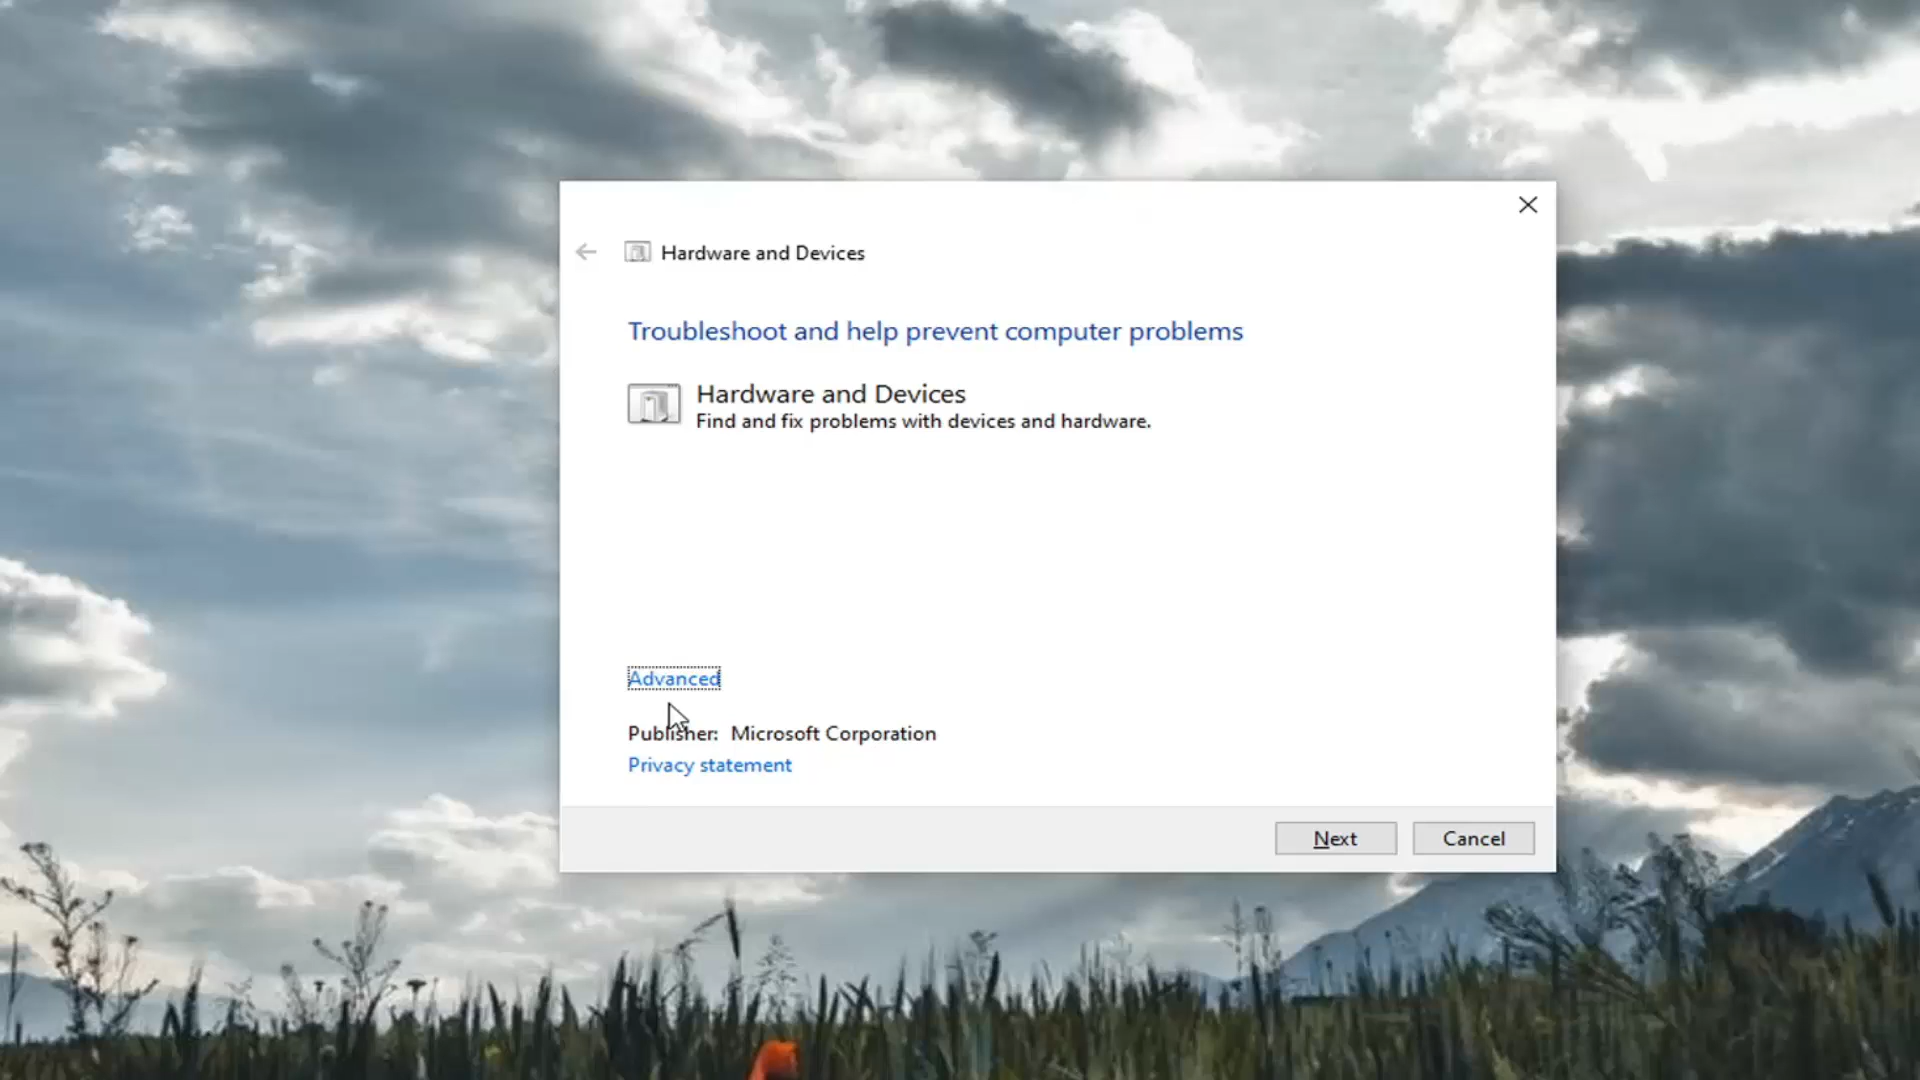 Hardware and Devices
Troubleshoot and help prevent computer problems
Hardware and Devices
Find and fix problems with devices and hardware.
Advanced
Publisher: Microsoft Corporation
Privacy statement
Next Cancel